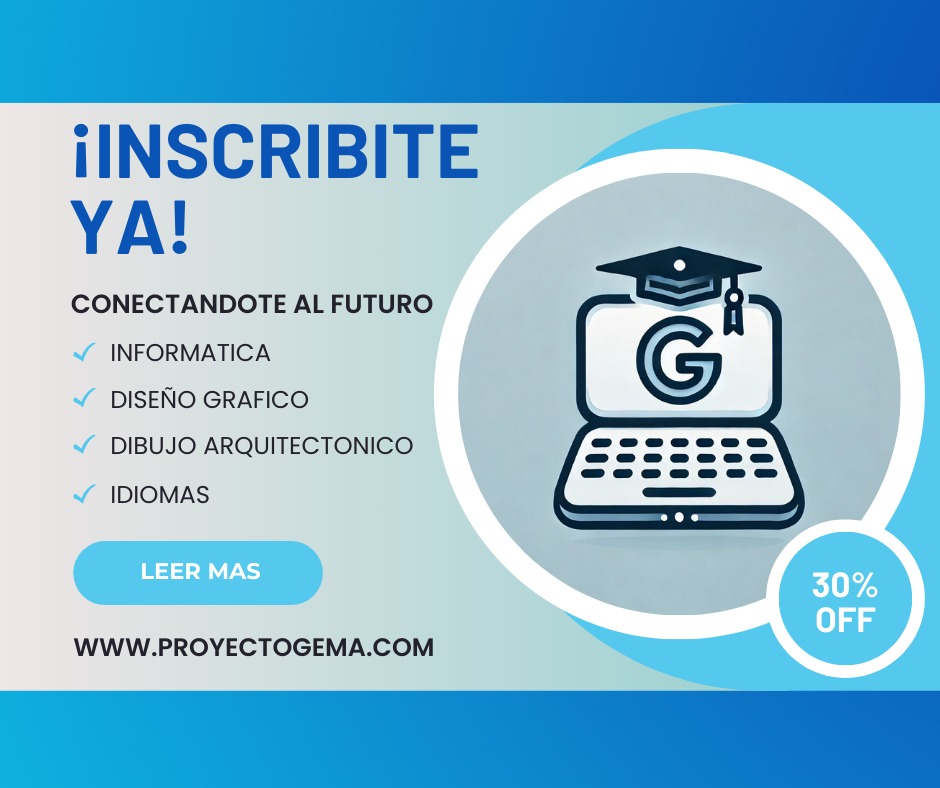 ¡INSCRIBITE
YA!
CONECTANDOTE AL FUTURO
INFORMATICA
DISEÑO GRAFICO
DIBUJO ARQUITECTONICO
IDIOMAS
LEER MAS
WWW.PROYECTOGEMA.COM
G
30%
OFF